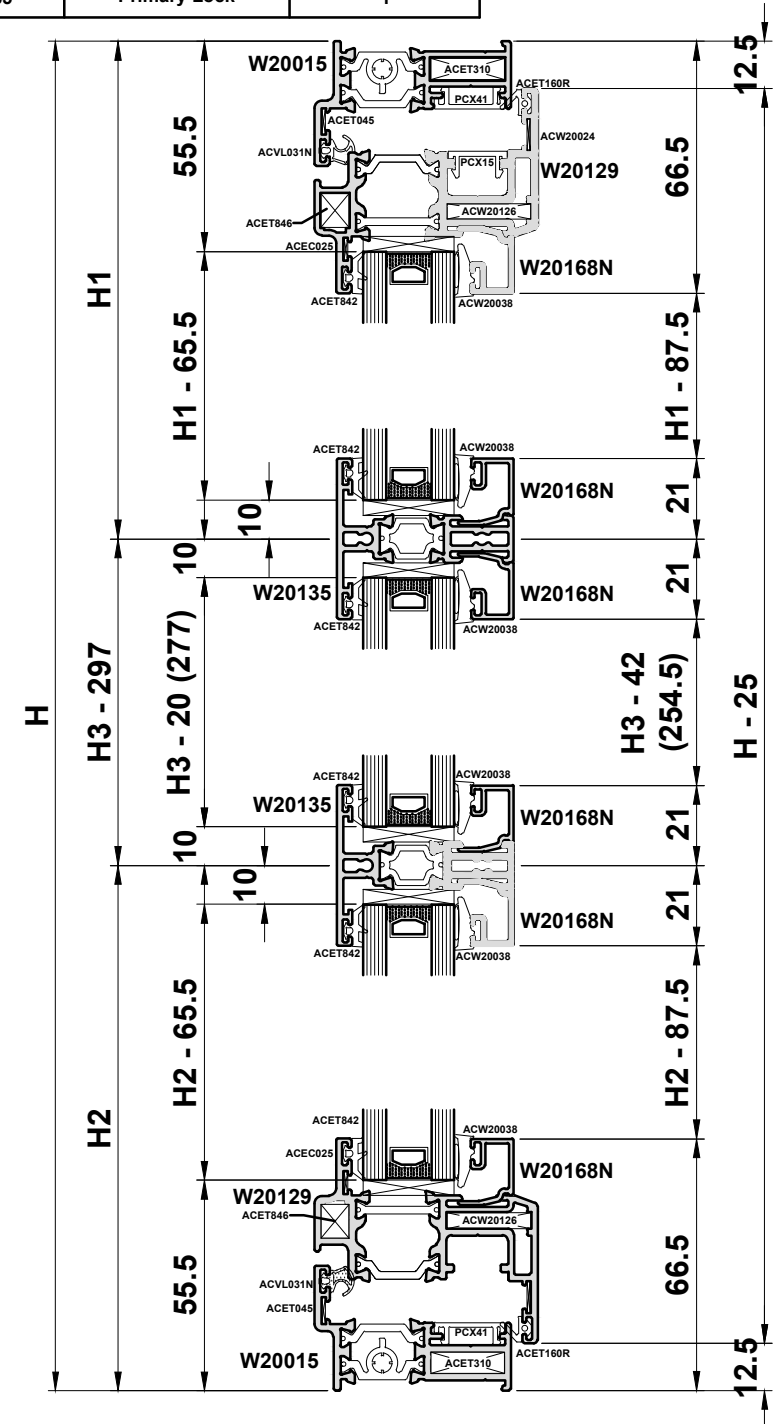 Primary Lock
12.5
W20015
ACET310
ACET160R
PCX41
ACET045
ACW20024
ACVL031N
55.5
66.5
PCX15
W20129
ACET846
ACW20126
ACEC025
W20168N
ACET842
ACW20038
H1
H1 - 65.5
H1 - 87.5
ACET842
ACW20038
W20168N
10
21
10
21
W20135
W20168N
ACET842
ACW20038
H
H3 - 297
H3 - 20 (277)
H3 - 42
(254.5)
H - 25
ACET842
ACW20038
W20135
W20168N
10
21
10
21
W20168N
ACET842
ACW20038
H2
H2 - 65.5
H2 - 87.5
ACET842
ACW20038
ACEC025
W20168N
W20129
ACET846
ACW20126
55.5
66.5
ACVL031N
ACET045
PCX41
ACET160R
W20015
ACET310
12.5